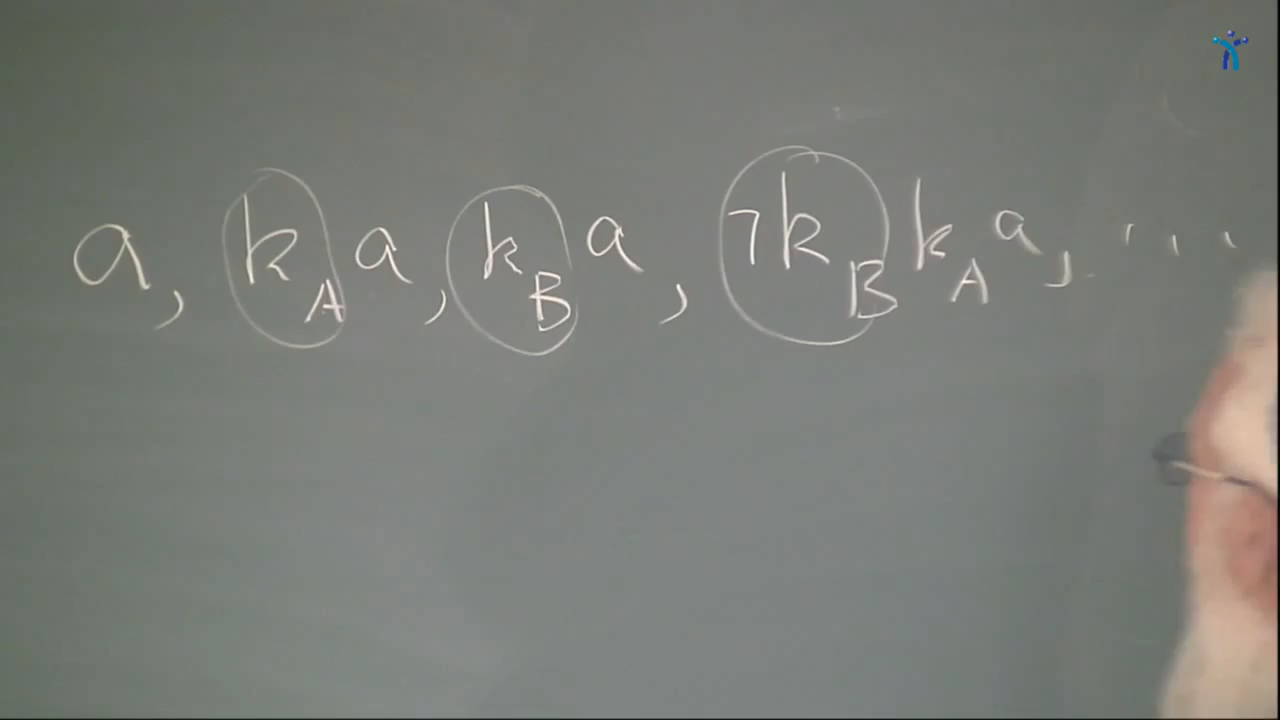 a, k_A a, k_B a, ¬k_B k_A a, ...